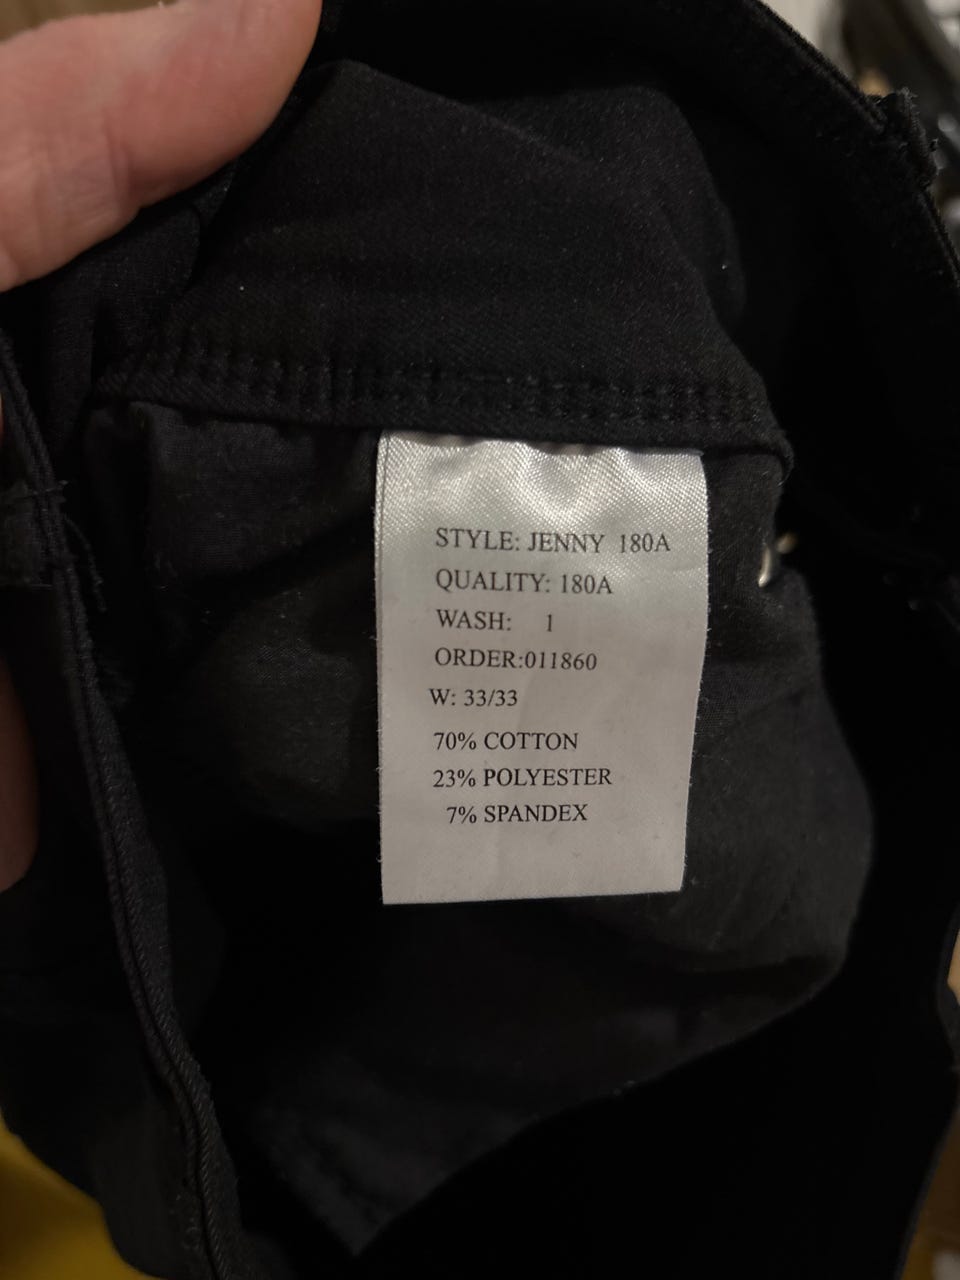 STYLE: JENNY 180A
QUALITY: 180A
WASH: 1
ORDER:011860
W: 33/33
70% COTTON
23% POLYESTER
7% SPANDEX